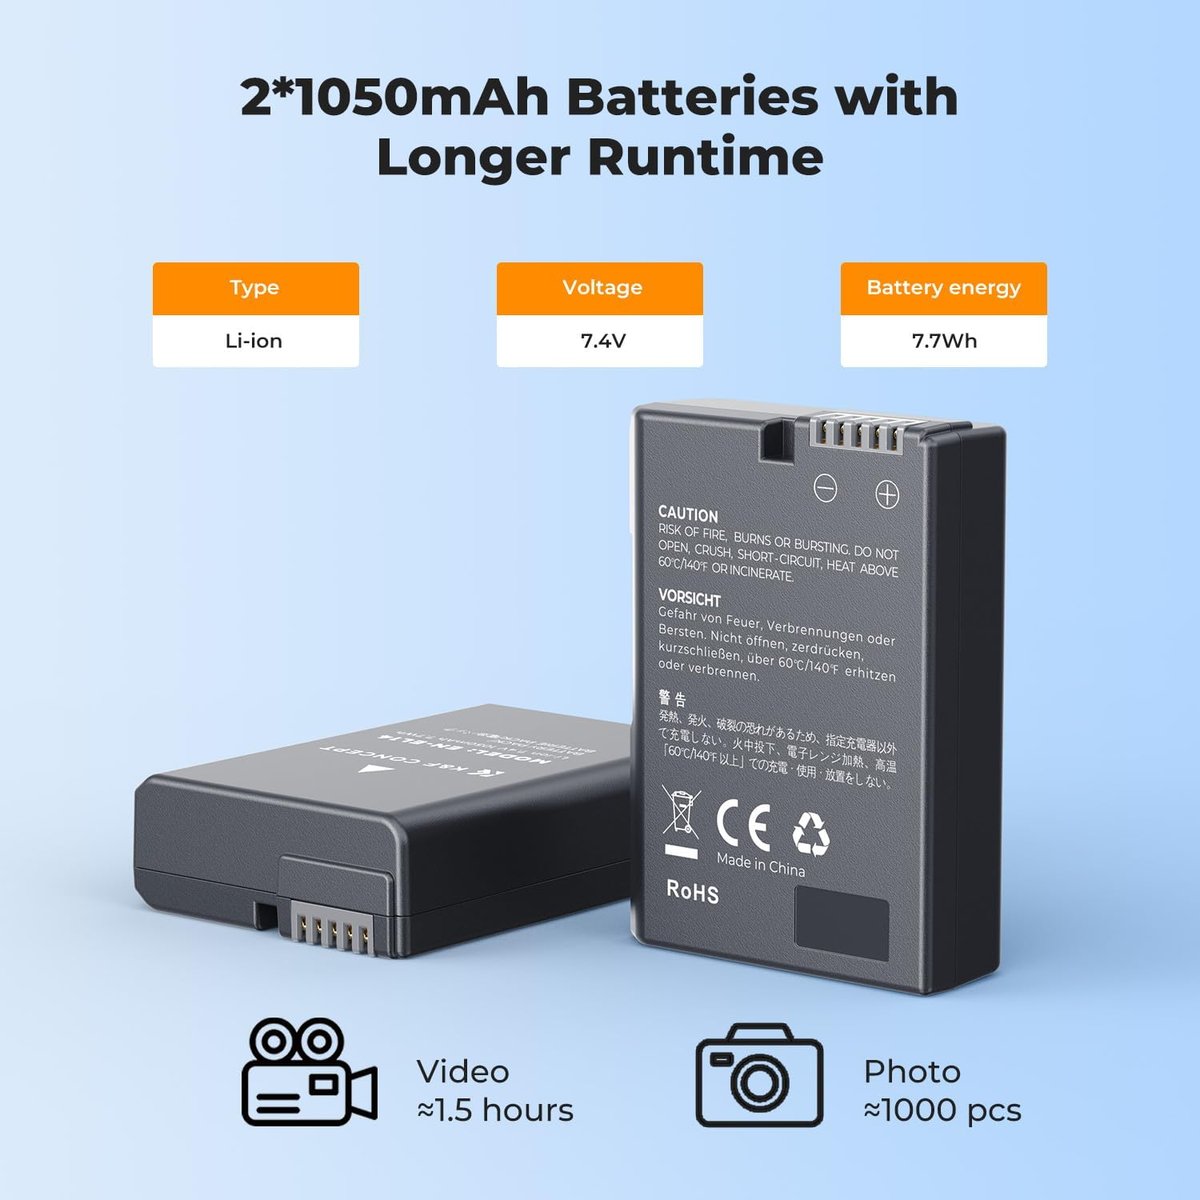 2*1050mAh Batteries with
Longer Runtime
Type
Li-ion
Voltage
7.4V
Battery energy
7.7Wh
CAUTION
RISK OF FIRE, BURNS OR BURSTING. DO NOT
OPEN, CRUSH, SHORT-CIRCUIT, HEAT ABOVE
60℃/140℉ OR INCINERATE.
VORSICHT
Gefahr von Feuer, Verbrennungen oder
Bersten. Nicht öffnen, zerdrücken,
kurzschließen, über 60℃/140℉ erhitzen
oder verbrennen.
警告
発熱、発火、破裂の恐れがあるため、指定充電器以外
で充電しない。火中投下、電子レンジ加熱、高温
「60℃/140℉以上」での充電・使用・放置をしない。
CE
Made in China
RoHS
K&F CONCEPT
MODEL: EN-EL14
Video
≈1.5 hours
Photo
≈1000 pcs